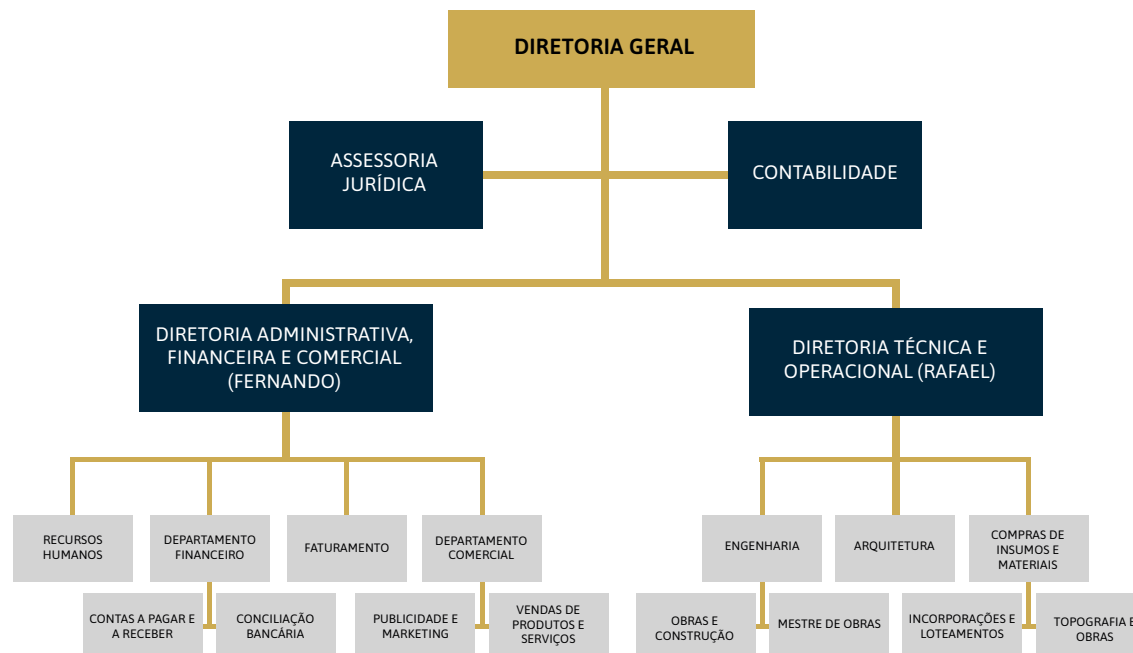 DIRETORIA GERAL
ASSESSORIA
JURÍDICA
CONTABILIDADE
DIRETORIA ADMINISTRATIVA,
FINANCEIRA E COMERCIAL
(FERNANDO)
DIRETORIA TÉCNICA E
OPERACIONAL (RAFAEL)
RECURSOS
HUMANOS
DEPARTAMENTO
FINANCEIRO
FATURAMENTO
DEPARTAMENTO
COMERCIAL
ENGENHARIA
ARQUITETURA
COMPRAS DE
INSUMOS E
MATERIAIS
CONTAS A PAGAR E
A RECEBER
CONCILIAÇÃO
BANCÁRIA
PUBLICIDADE E
MARKETING
VENDAS DE
PRODUTOS E
SERVIÇOS
OBRAS E
CONSTRUÇÃO
MESTRE DE OBRAS
INCORPORAÇÕES E
LOTEAMENTOS
TOPOGRAFIA E
OBRAS